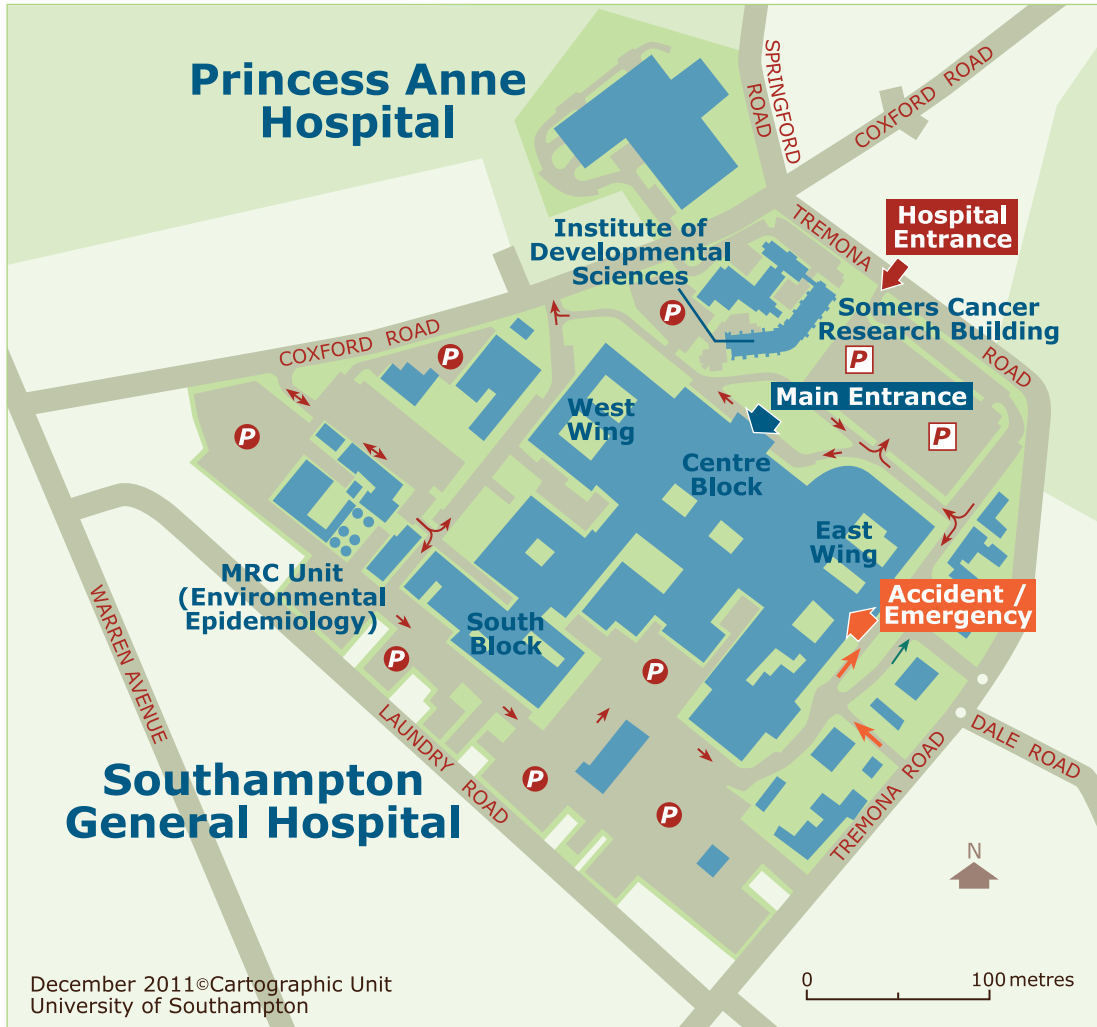 Princess Anne
Hospital
SPRINGFORD
ROAD
COXFORD ROAD
TREMONA
ROAD
Hospital
Entrance
Institute of
Developmental
Sciences
Somers Cancer
Research Building
P
P
P
Main Entrance
COXFORD ROAD
P
P
West
Wing
Centre
Block
East
Wing
MRC Unit
(Environmental
Epidemiology)
South
Block
Accident /
Emergency
WARREN AVENUE
P
P
LAUNDRY ROAD
DALE ROAD
TREMONA ROAD
Southampton
General Hospital
P
P
N
December 2011©Cartographic Unit
University of Southampton
0 100 metres